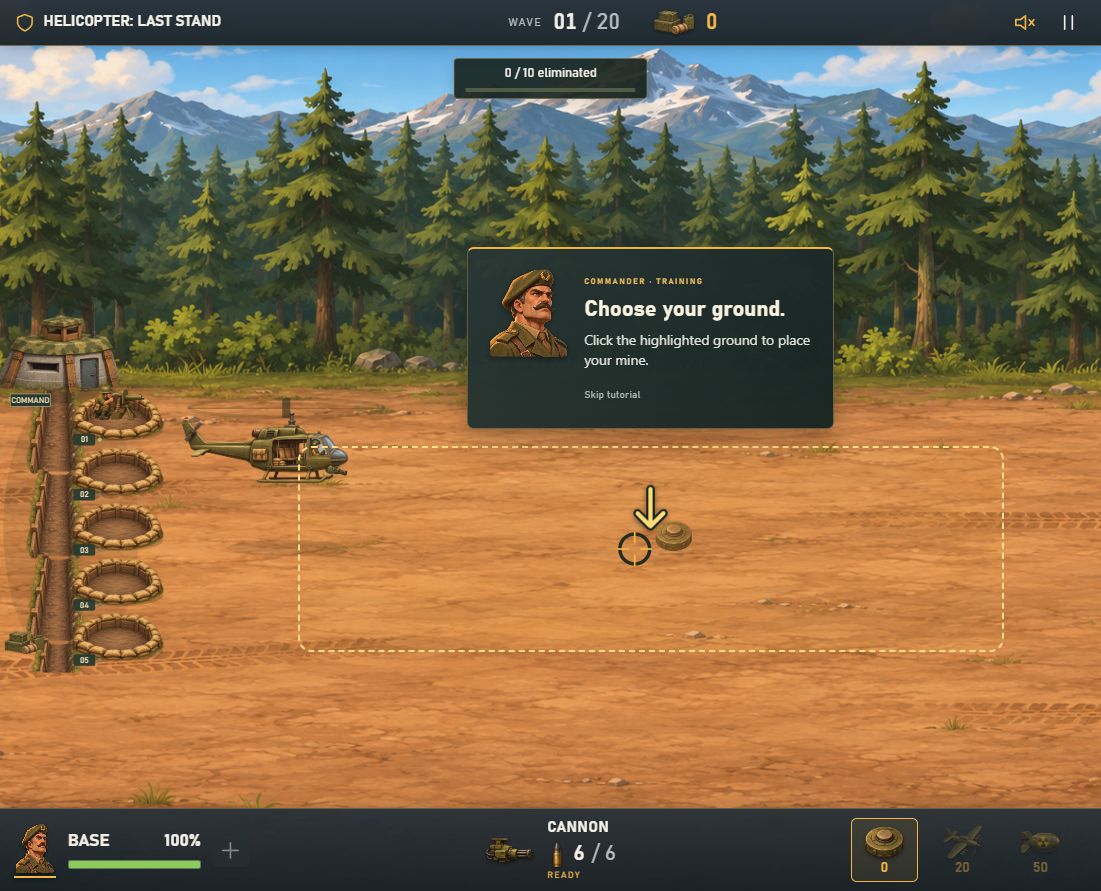 HELICOPTER: LAST STAND
WAVE 01 / 20
0
0 / 10 eliminated
COMMANDER · TRAINING
Choose your ground.
Click the highlighted ground to place
your mine.
Skip tutorial
COMMAND
01
02
03
04
05
BASE 100%
CANNON
6 / 6
READY
0
20
50